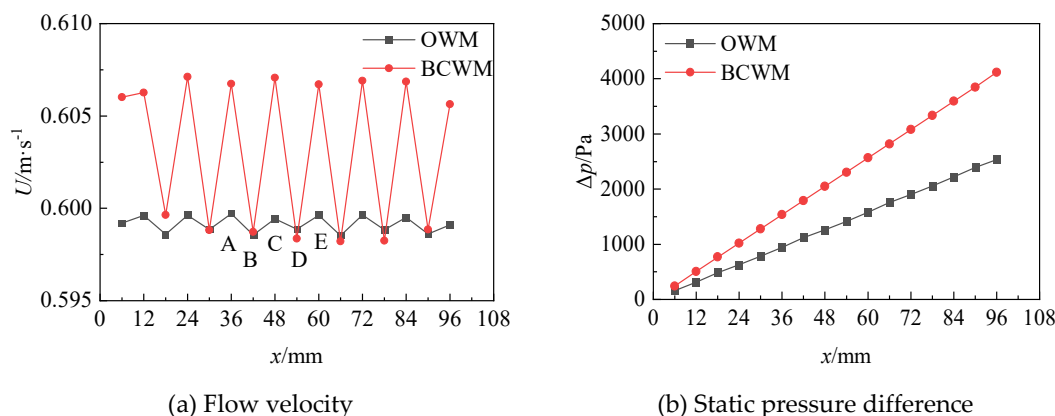 0.610
0.605
0.600
0.595
U/m·s⁻¹
OWM
BCWM
A
B
C
D
E
0 12 24 36 48 60 72 84 96 108
x/mm
(a) Flow velocity
5000
4000
3000
2000
1000
0
Δp/Pa
OWM
BCWM
0 12 24 36 48 60 72 84 96 108
x/mm
(b) Static pressure difference